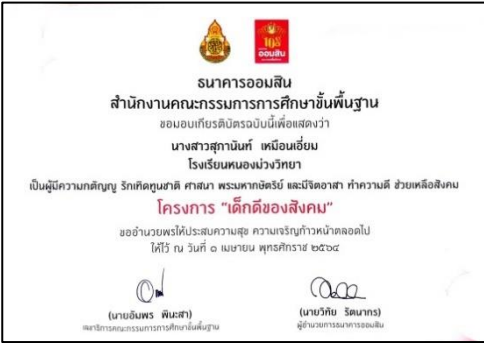 ๑๐๘
ออมสิน
ธนาคารออมสิน
สำนักงานคณะกรรมการการศึกษาขั้นพื้นฐาน
ขอมอบเกียรติบัตรฉบับนี้เพื่อแสดงว่า
นางสาวสุกานันท์ เหมือนเอี่ยม
โรงเรียนหนองม่วงวิทยา
เป็นผู้มีความกตัญญู รักเทิดทูนชาติ ศาสนา พระมหากษัตริย์ และมีจิตอาสา ทำความดี ช่วยเหลือสังคม
โครงการ "เด็กดีของสังคม"
ขออำนวยพรให้ประสบความสุข ความเจริญก้าวหน้าตลอดไป
ให้ไว้ ณ วันที่ ๑ เมษายน พุทธศักราช ๒๕๖๔
(นายอัมพร พินะสา)
เลขาธิการคณะกรรมการการศึกษาขั้นพื้นฐาน
(นายวิทัย รัตนากร)
ผู้อำนวยการธนาคารออมสิน